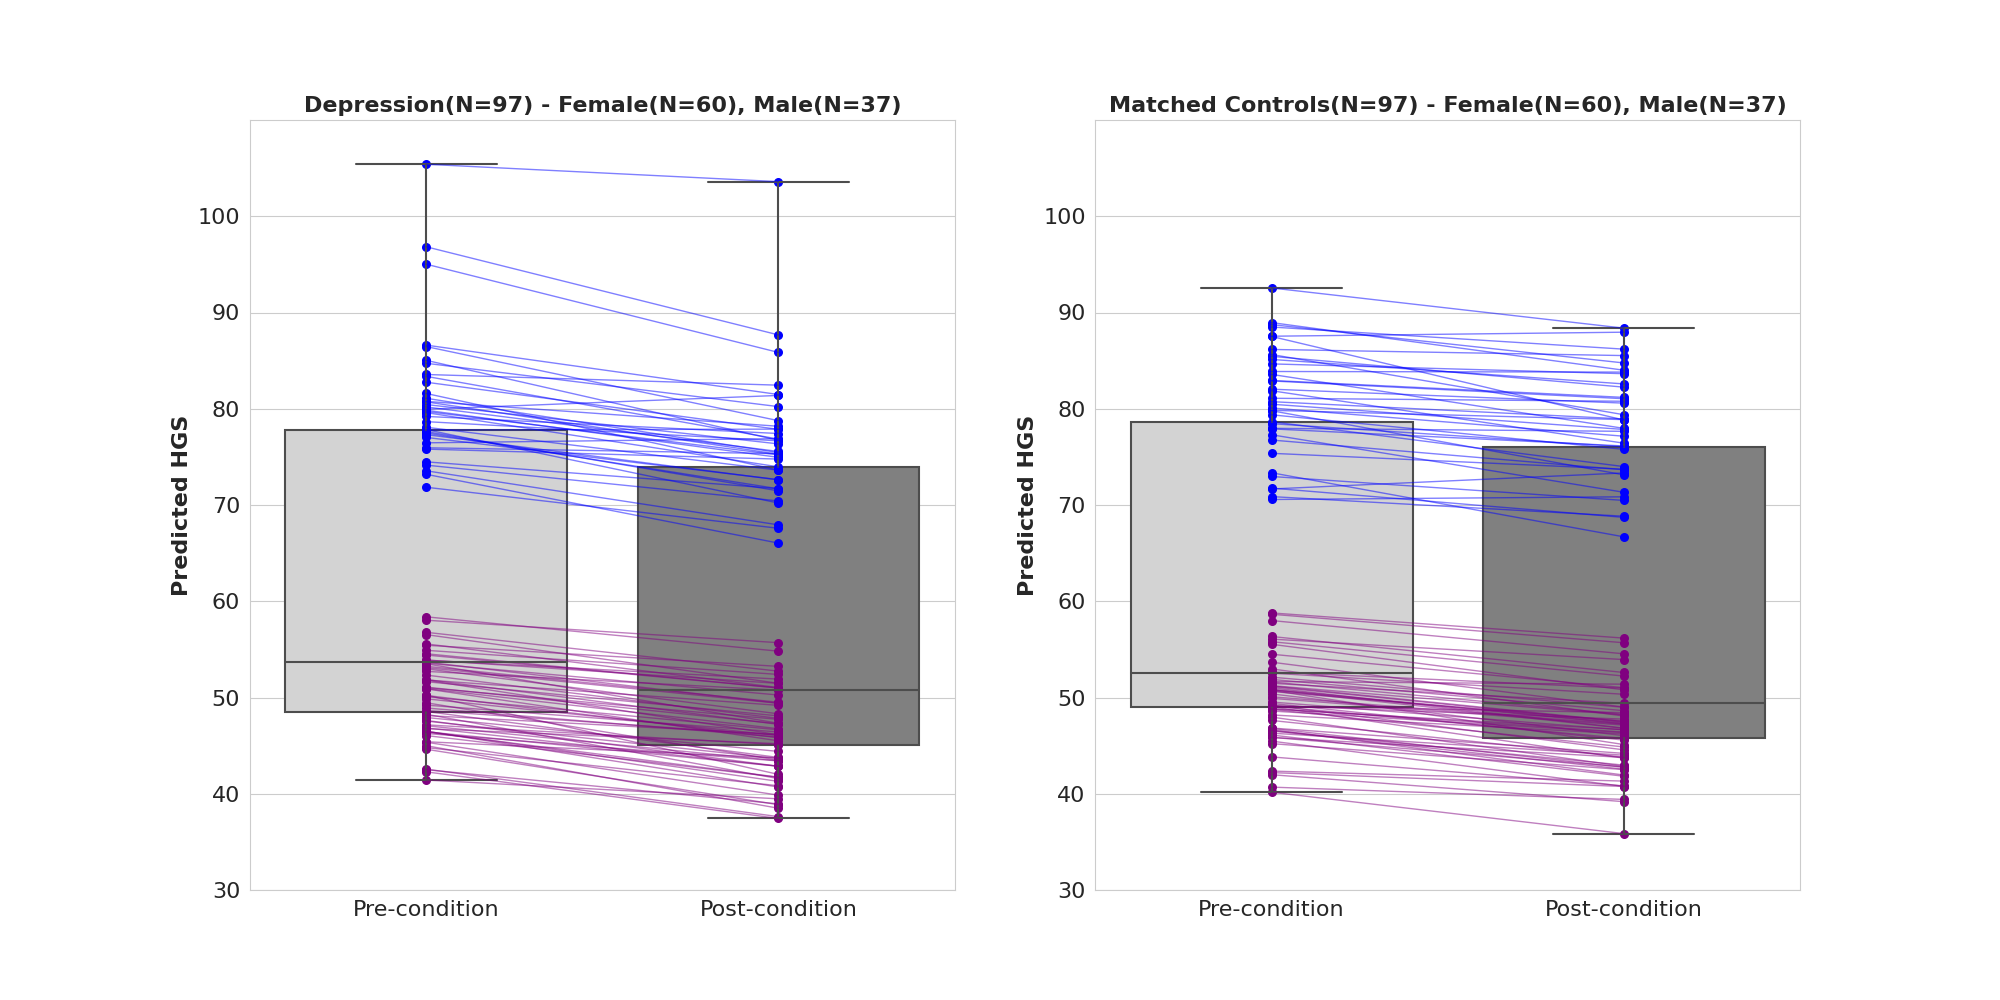 Depression(N=97) - Female(N=60), Male(N=37)
Predicted HGS
100
90
80
70
60
50
40
30
Pre-condition
Post-condition
Matched Controls(N=97) - Female(N=60), Male(N=37)
Predicted HGS
100
90
80
70
60
50
40
30
Pre-condition
Post-condition